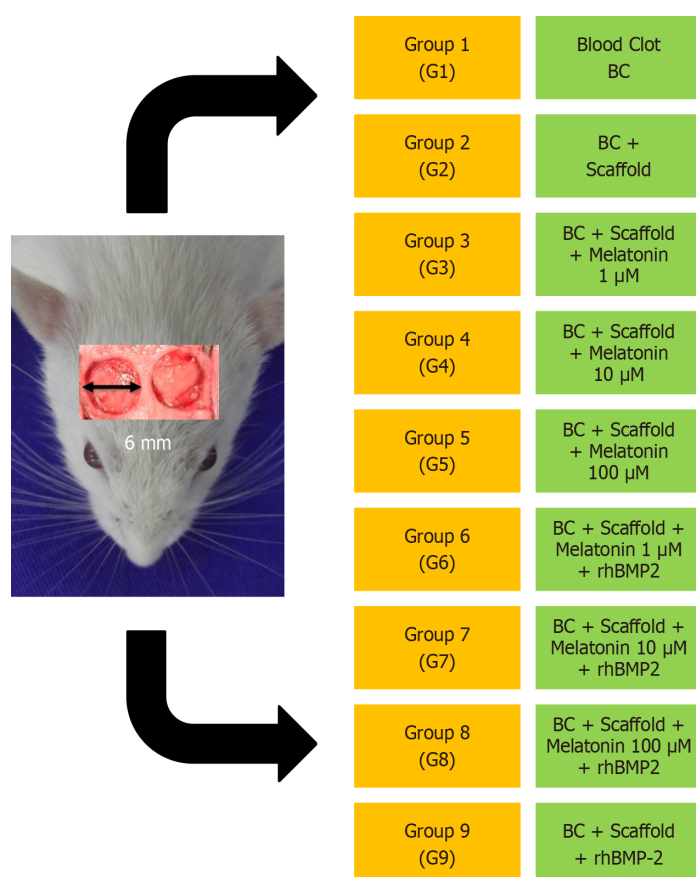 Group 1
(G1)
Blood Clot
BC
Group 2
(G2)
BC +
Scaffold
Group 3
(G3)
BC + Scaffold
+ Melatonin
1 µM
Group 4
(G4)
BC + Scaffold
+ Melatonin
10 µM
6 mm
Group 5
(G5)
BC + Scaffold
+ Melatonin
100 µM
Group 6
(G6)
BC + Scaffold +
Melatonin 1 µM
+ rhBMP2
Group 7
(G7)
BC + Scaffold +
Melatonin 10 µM
+ rhBMP2
Group 8
(G8)
BC + Scaffold +
Melatonin 100 µM
+ rhBMP2
Group 9
(G9)
BC + Scaffold
+ rhBMP-2